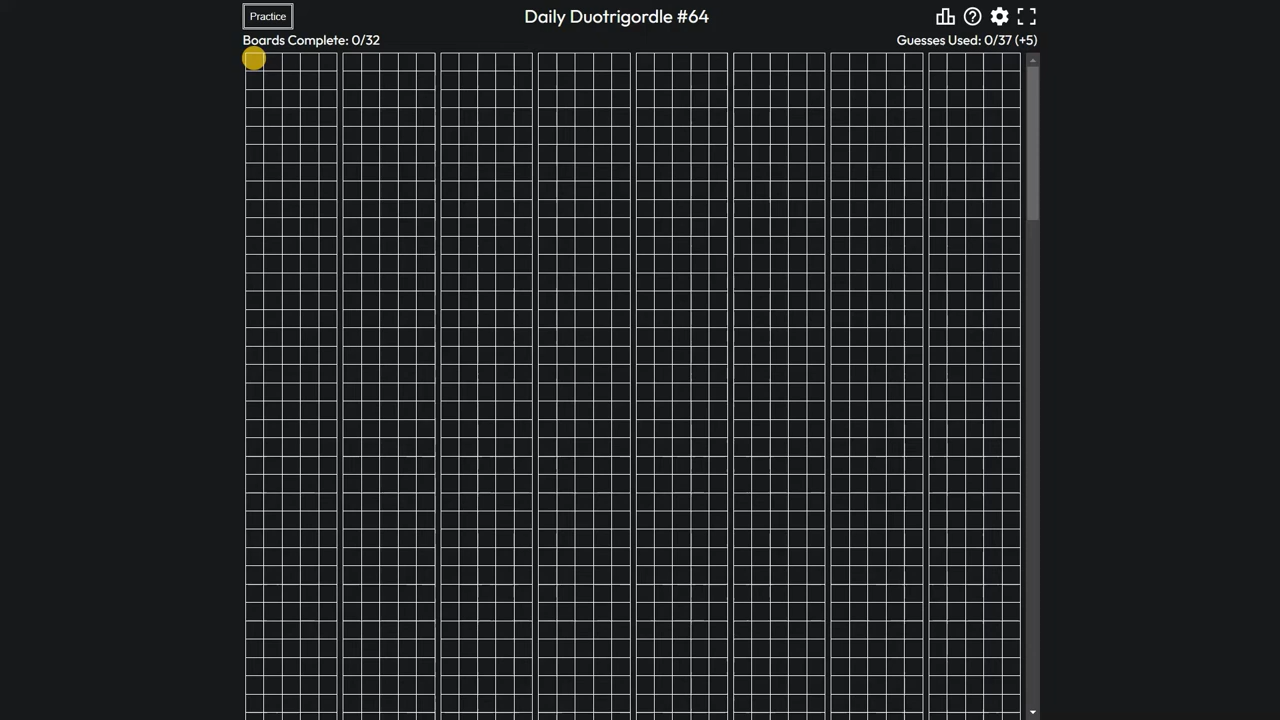 Practice
Daily Duotrigordle #64
Boards Complete: 0/32
Guesses Used: 0/37 (+5)